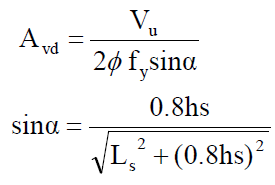 A_vd = V_u / 2ϕ f_y sinα
sinα = 0.8hs / √(L_s² + (0.8hs)²)